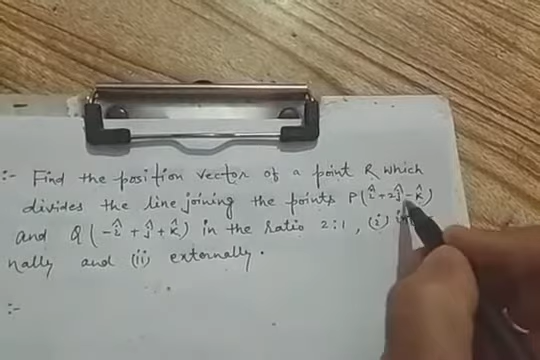 :- Find the position vector of a point R which
divides the line joining the points P(î+2ĵ-k̂)
and Q(-î+ĵ+k̂) in the ratio 2:1, (i)
nally and (ii) externally.
:-